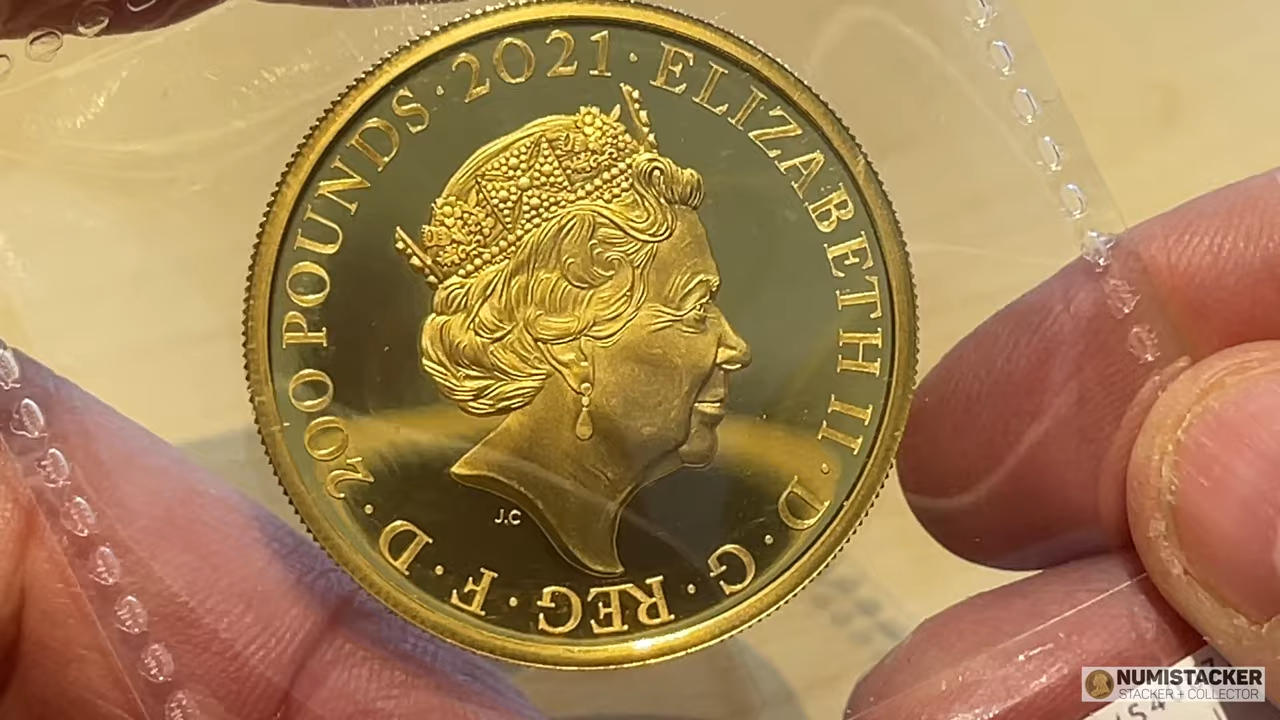 ELIZABETH II · D · G · REG · F · D · 200 POUNDS · 2021 ·
J.C
NUMISTACKER
STACKER + COLLECTOR